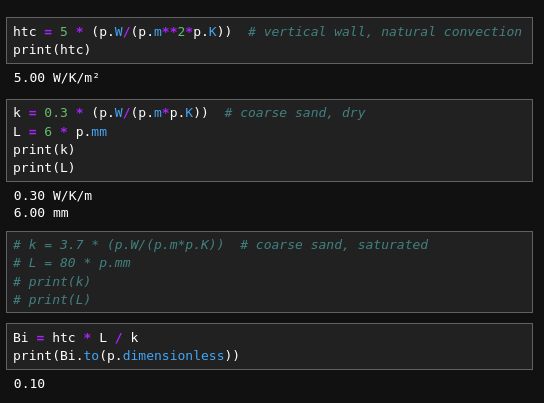 htc = 5 * (p.W/(p.m**2*p.K))  # vertical wall, natural convection
print(htc)
5.00 W/K/m²
k = 0.3 * (p.W/(p.m*p.K))  # coarse sand, dry
L = 6 * p.mm
print(k)
print(L)
0.30 W/K/m
6.00 mm
# k = 3.7 * (p.W/(p.m*p.K))  # coarse sand, saturated
# L = 80 * p.mm
# print(k)
# print(L)
Bi = htc * L / k
print(Bi.to(p.dimensionless))
0.10